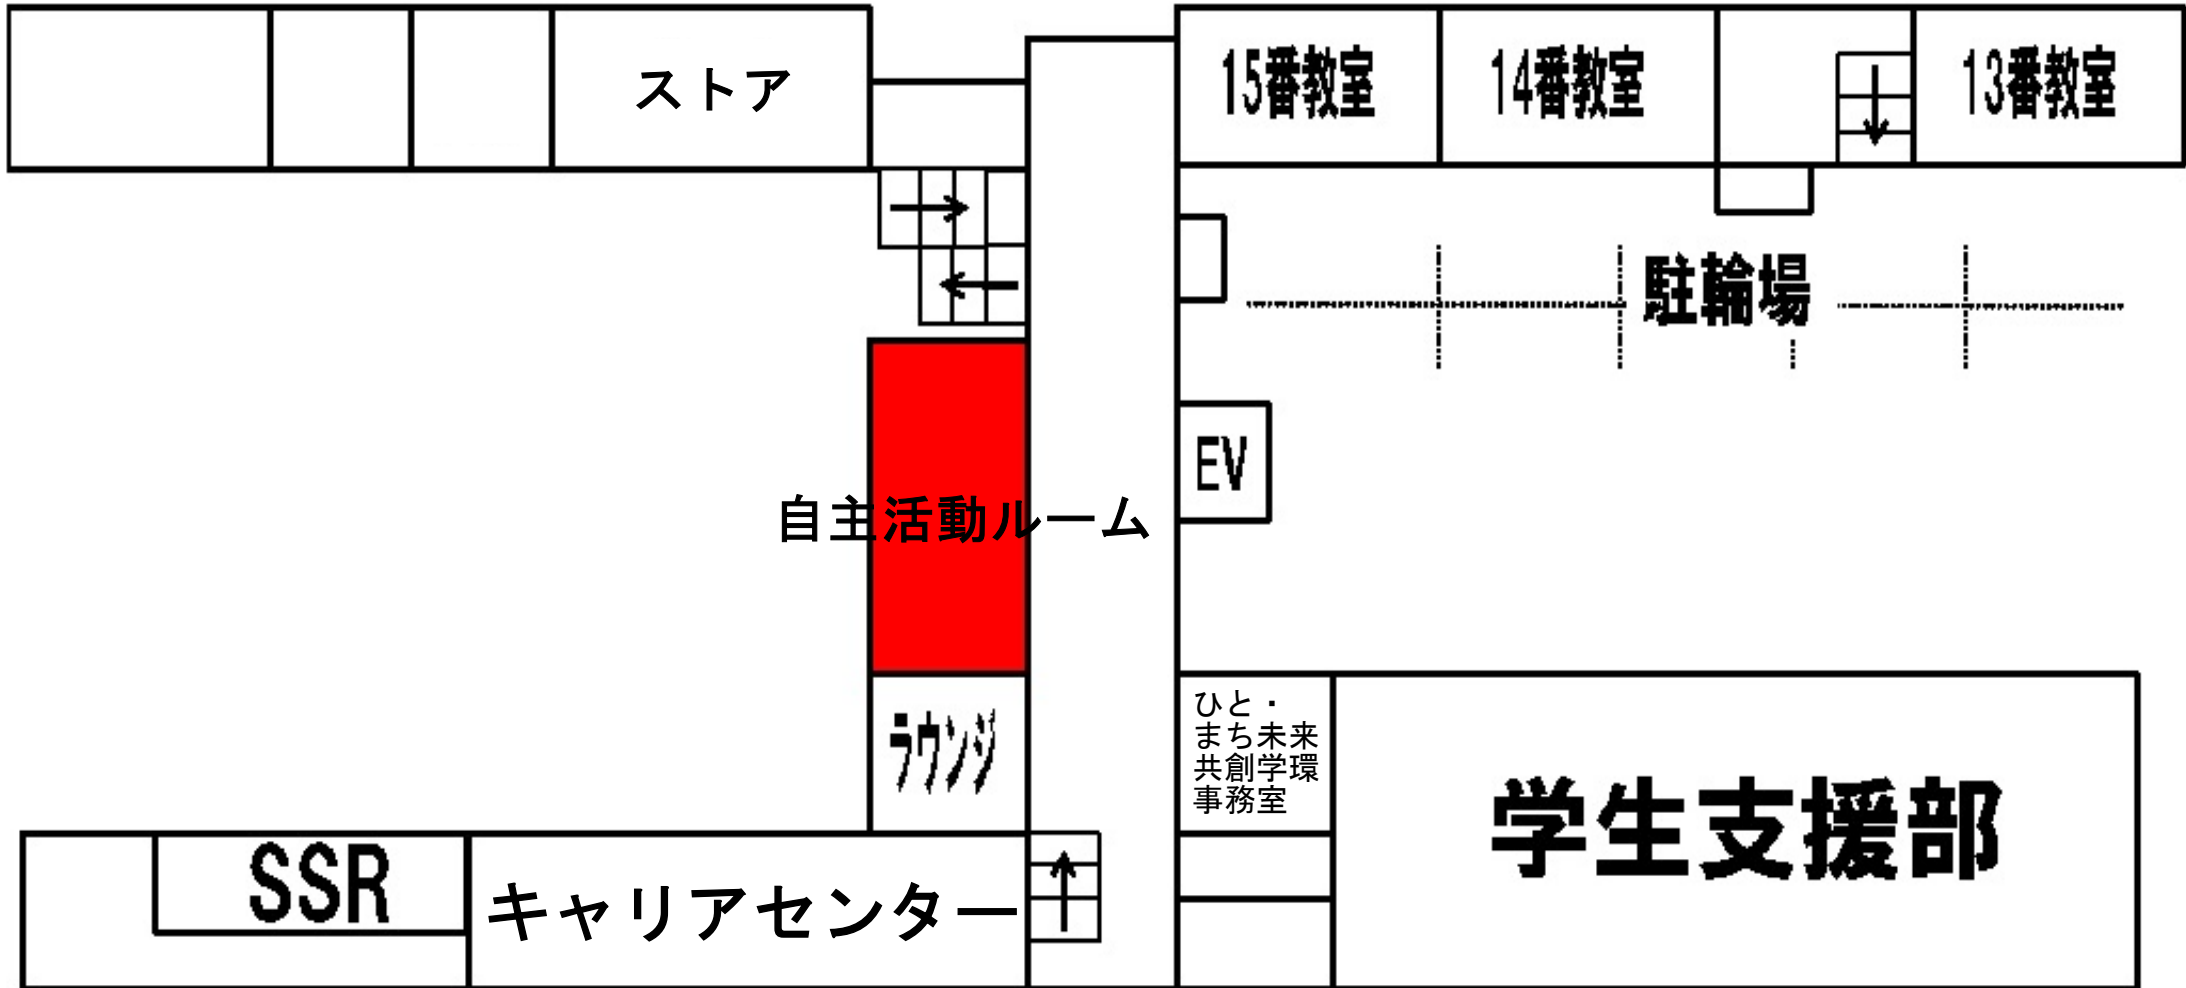 ストア
15番教室
14番教室
13番教室
駐輪場
EV
自主活動ルーム
ラウンジ
ひと・
まち未来
共創学環
事務室
学生支援部
SSR
キャリアセンター